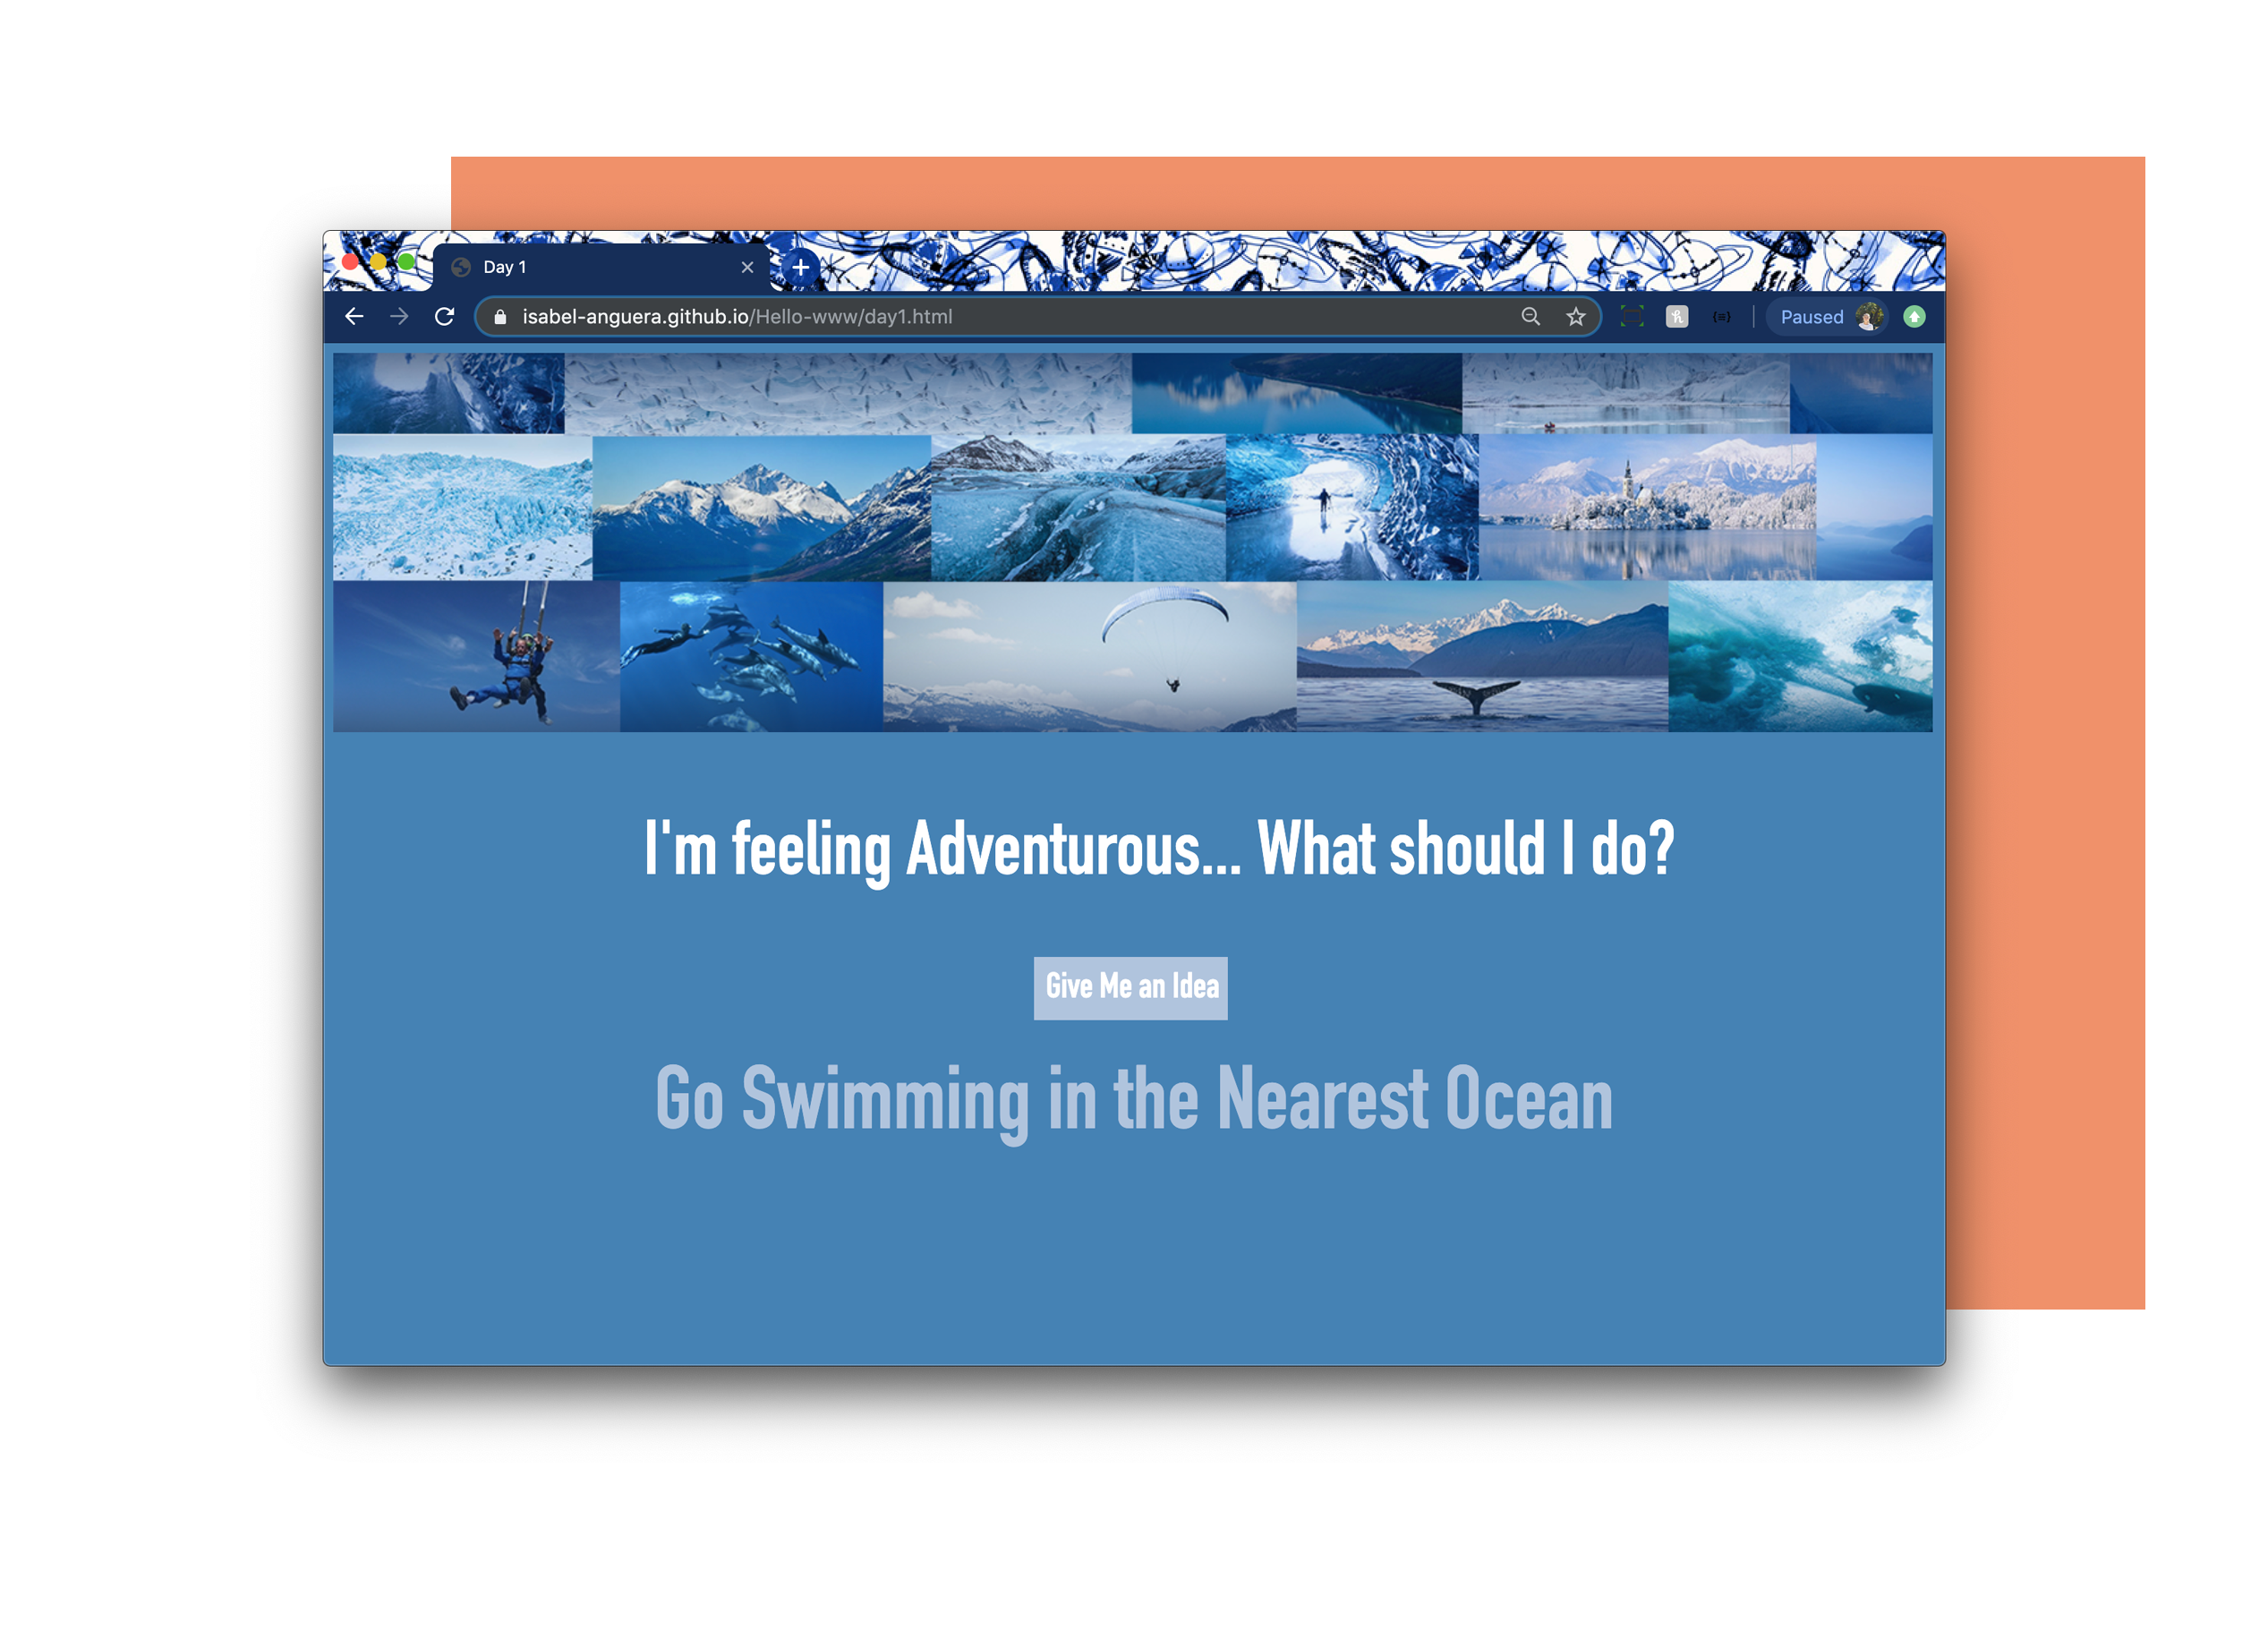 Day 1
isabel-anguera.github.io/Hello-www/day1.html
Paused
I'm feeling Adventurous... What should I do?
Give Me an Idea
Go Swimming in the Nearest Ocean